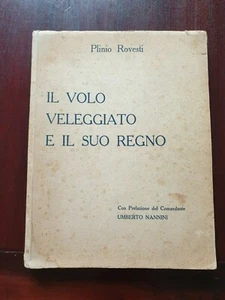 Plinio Rovesti
IL VOLO
VELEGGIATO
E IL SUO REGNO
Con Prefazione del Comandante
UMBERTO NANNINI